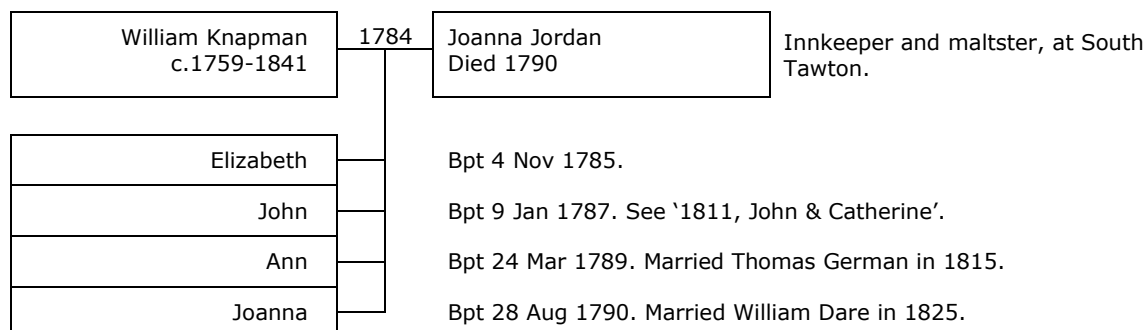 William Knapman
c.1759-1841
1784
Joanna Jordan
Died 1790
Innkeeper and maltster, at South
Tawton.
Elizabeth
Bpt 4 Nov 1785.
John
Bpt 9 Jan 1787. See ‘1811, John & Catherine’.
Ann
Bpt 24 Mar 1789. Married Thomas German in 1815.
Joanna
Bpt 28 Aug 1790. Married William Dare in 1825.